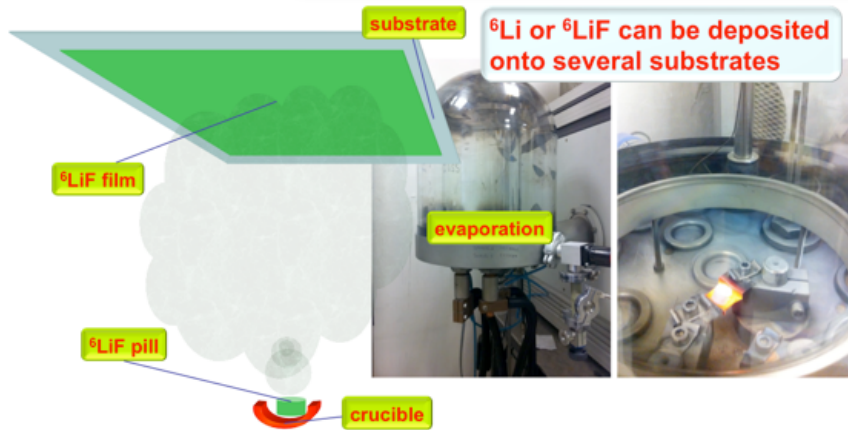 substrate
⁶Li or ⁶LiF can be deposited
onto several substrates
⁶LiF film
evaporation
⁶LiF pill
crucible